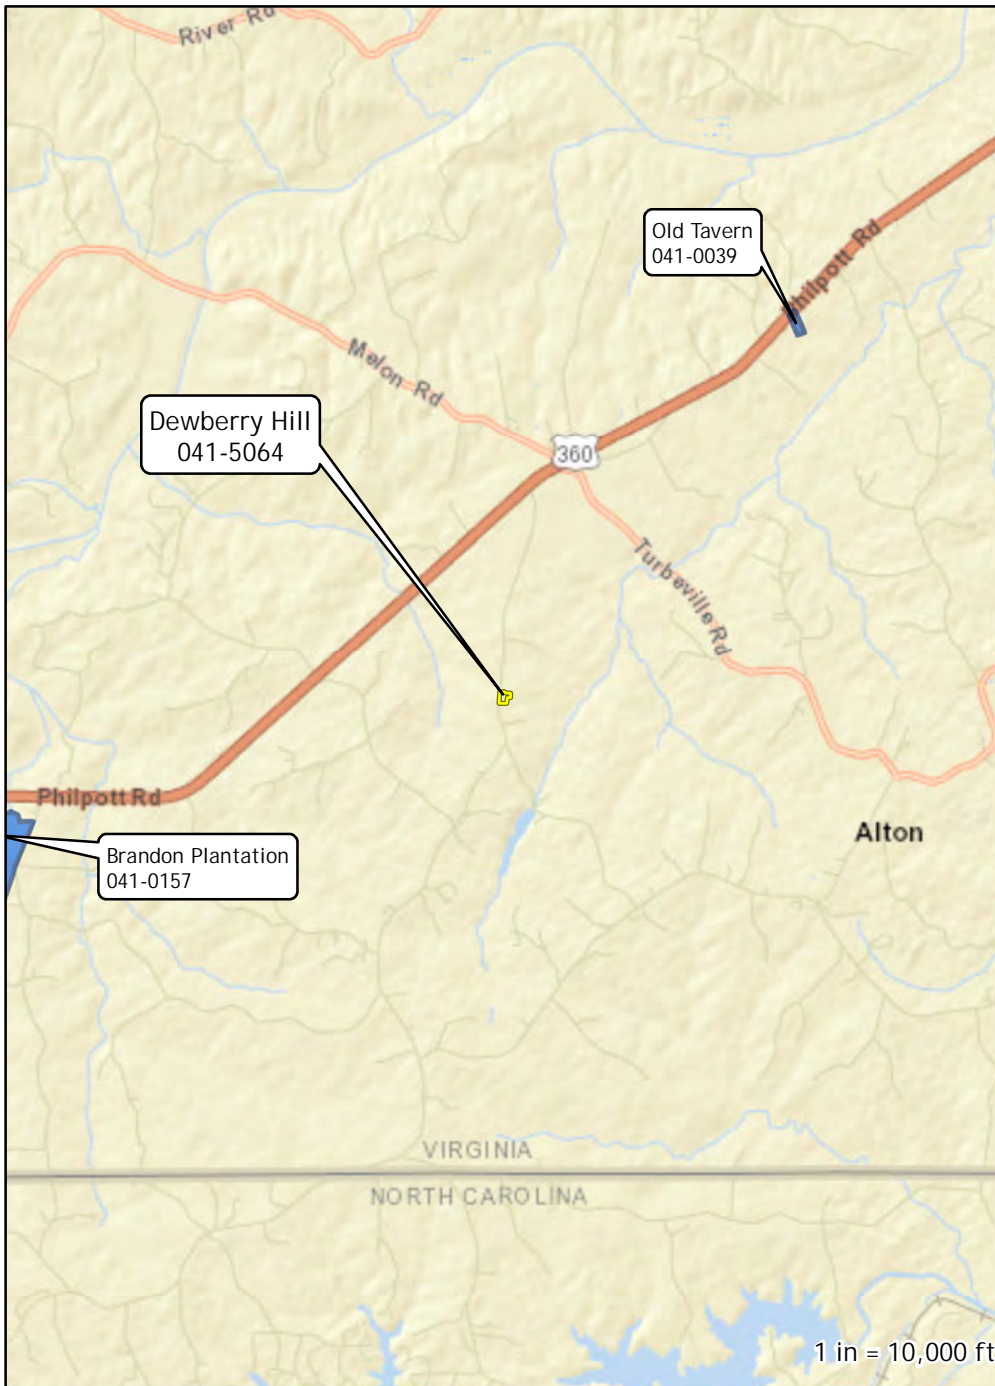 River Rd
Old Tavern
041-0039
Philpott Rd
Melon Rd
Dewberry Hill
041-5064
360
Turbeville Rd
Philpott Rd
Alton
Brandon Plantation
041-0157
VIRGINIA
NORTH CAROLINA
1 in = 10,000 ft